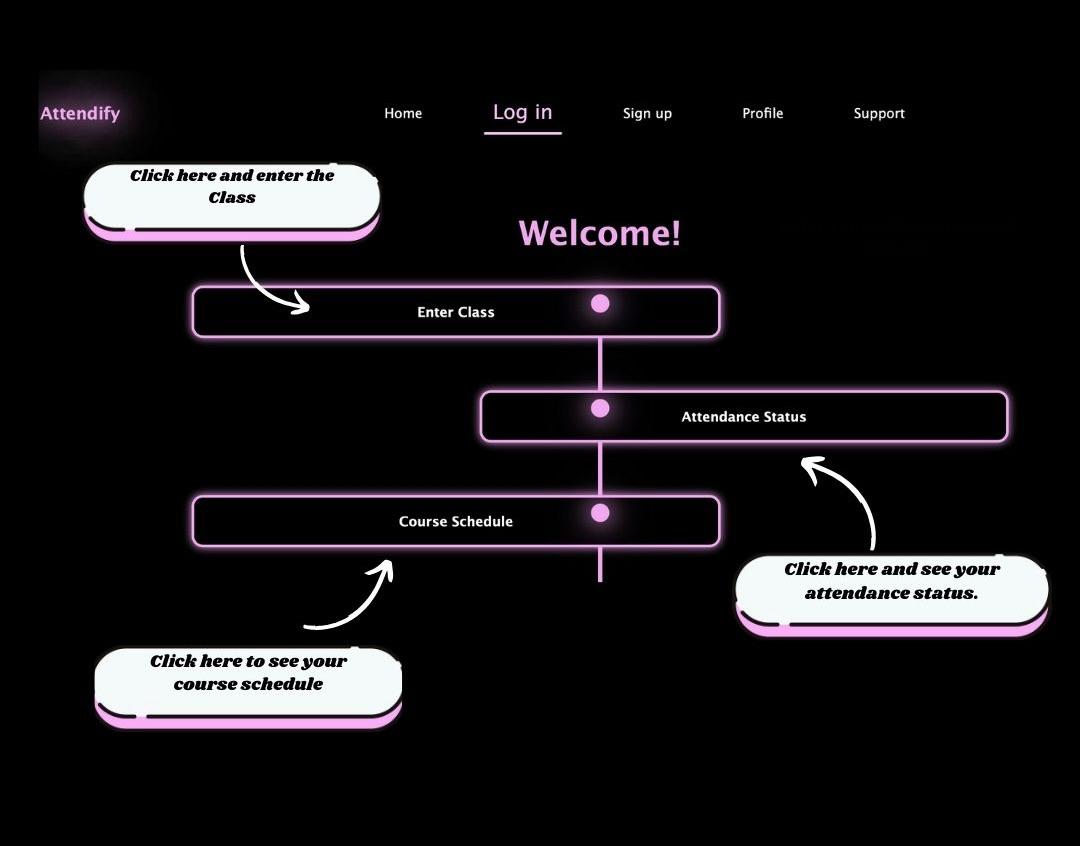 Attendify
Home
Log in
Sign up
Profile
Support
Click here and enter the
Class
Welcome!
Enter Class
Attendance Status
Course Schedule
Click here and see your
attendance status.
Click here to see your
course schedule